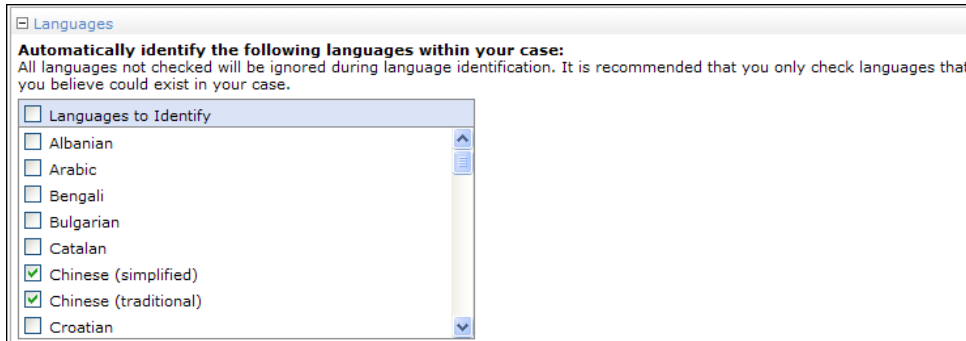 Languages
Automatically identify the following languages within your case:
All languages not checked will be ignored during language identification. It is recommended that you only check languages that
you believe could exist in your case.
Languages to Identify
Albanian
Arabic
Bengali
Bulgarian
Catalan
Chinese (simplified)
Chinese (traditional)
Croatian